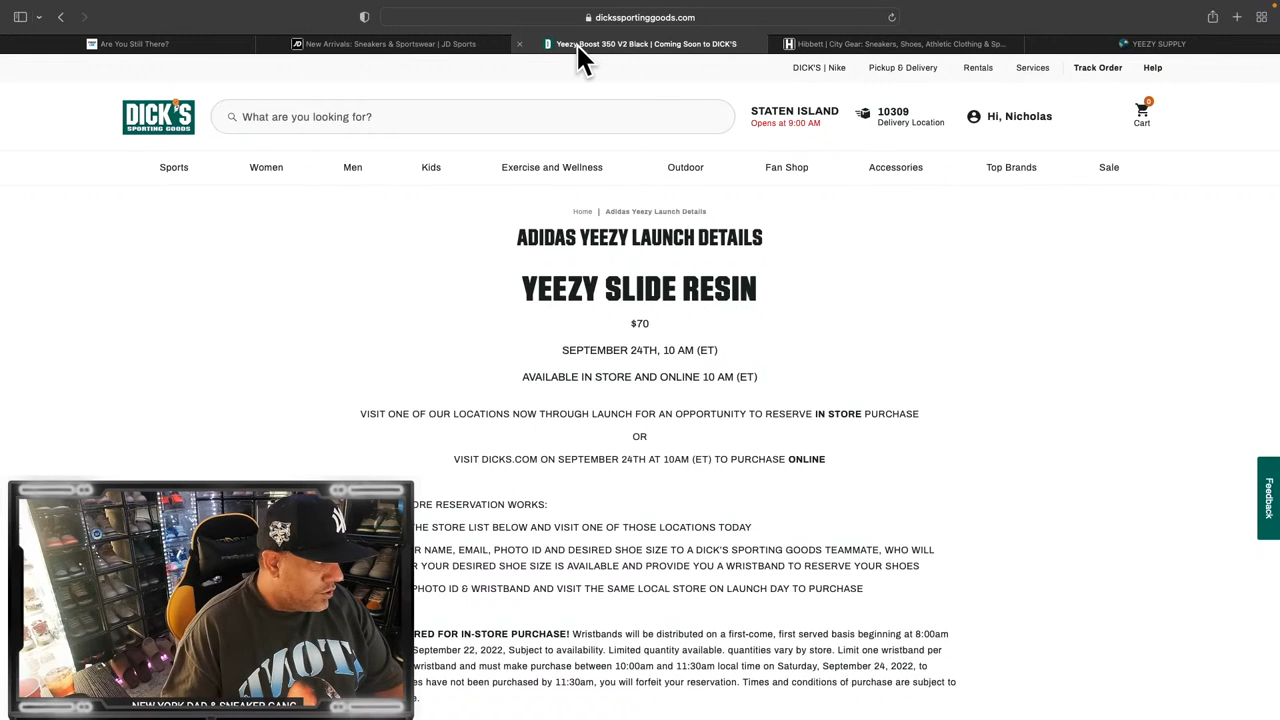 dickssportinggoods.com
Are You Still There?
New Arrivals: Sneakers & Sportswear | JD Sports
Yeezy Boost 350 V2 Black | Coming Soon to DICK'S
Hibbett | City Gear: Sneakers, Shoes, Athletic Clothing & Sp...
YEEZY SUPPLY
DICK'S | Nike
Pickup & Delivery
Rentals
Services
Track Order
Help
DICK'S
SPORTING GOODS
What are you looking for?
STATEN ISLAND
Opens at 9:00 AM
10309
Delivery Location
Hi, Nicholas
0
Cart
Sports
Women
Men
Kids
Exercise and Wellness
Outdoor
Fan Shop
Accessories
Top Brands
Sale
Home | Adidas Yeezy Launch Details
ADIDAS YEEZY LAUNCH DETAILS
YEEZY SLIDE RESIN
$70
SEPTEMBER 24TH, 10 AM (ET)
AVAILABLE IN STORE AND ONLINE 10 AM (ET)
VISIT ONE OF OUR LOCATIONS NOW THROUGH LAUNCH FOR AN OPPORTUNITY TO RESERVE IN STORE PURCHASE
OR
VISIT DICKS.COM ON SEPTEMBER 24TH AT 10AM (ET) TO PURCHASE ONLINE
ORE RESERVATION WORKS:
THE STORE LIST BELOW AND VISIT ONE OF THOSE LOCATIONS TODAY
R NAME, EMAIL, PHOTO ID AND DESIRED SHOE SIZE TO A DICK'S SPORTING GOODS TEAMMATE, WHO WILL
R YOUR DESIRED SHOE SIZE IS AVAILABLE AND PROVIDE YOU A WRISTBAND TO RESERVE YOUR SHOES
PHOTO ID & WRISTBAND AND VISIT THE SAME LOCAL STORE ON LAUNCH DAY TO PURCHASE
RED FOR IN-STORE PURCHASE! Wristbands will be distributed on a first-come, first served basis beginning at 8:00am
September 22, 2022, Subject to availability. Limited quantity available. quantities vary by store. Limit one wristband per
wristband and must make purchase between 10:00am and 11:30am local time on Saturday, September 24, 2022, to
es have not been purchased by 11:30am, you will forfeit your reservation. Times and conditions of purchase are subject to
e.
Feedback
NEW YORK DAD & SNEAKER GANG